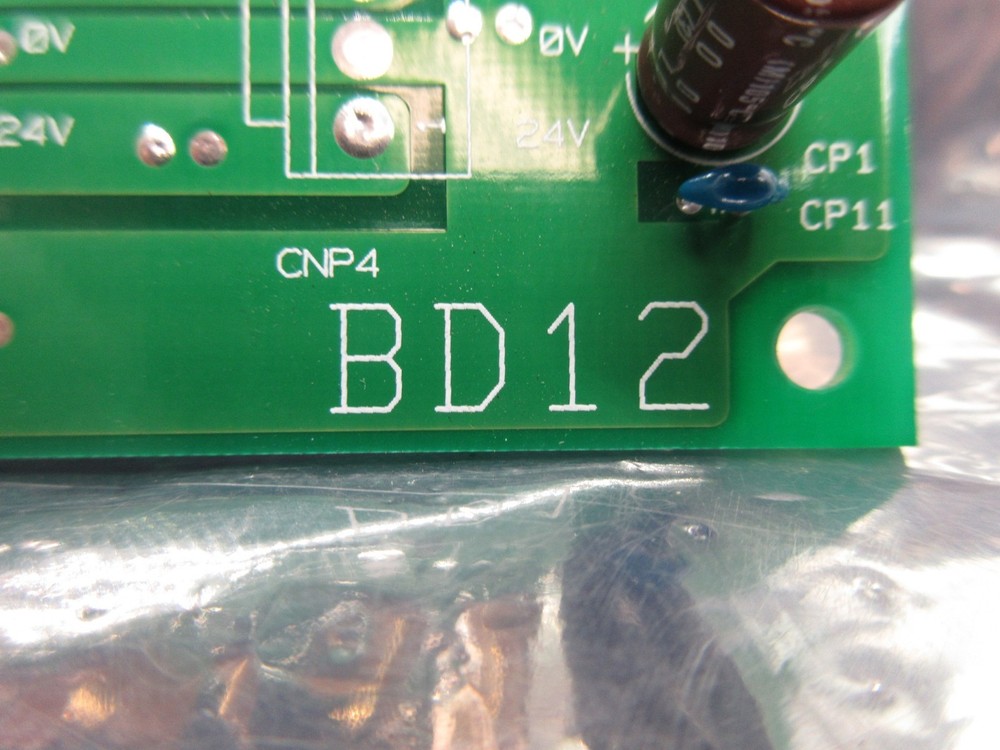 0V
0V
+
24V
24V
CP1
CP11
CNP4
BD12